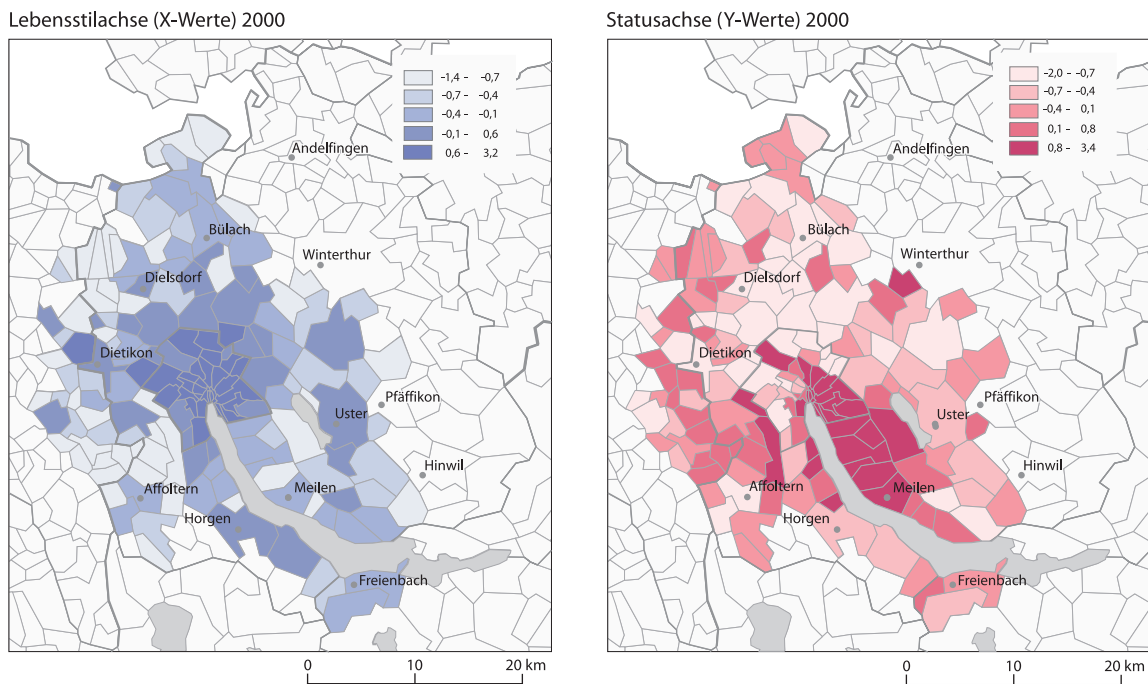 Lebensstilachse (X-Werte) 2000
-1,4 – -0,7
-0,7 – -0,4
-0,4 – -0,1
-0,1 – 0,6
0,6 – 3,2
Andelfingen
Bülach
Winterthur
Dielsdorf
Dietikon
Pfäffikon
Uster
Hinwil
Affoltern
Meilen
Horgen
Freienbach
0 10 20 km
Statusachse (Y-Werte) 2000
-2,0 – -0,7
-0,7 – -0,4
-0,4 – 0,1
0,1 – 0,8
0,8 – 3,4
Andelfingen
Bülach
Winterthur
Dielsdorf
Dietikon
Pfäffikon
Uster
Hinwil
Affoltern
Meilen
Horgen
Freienbach
0 10 20 km